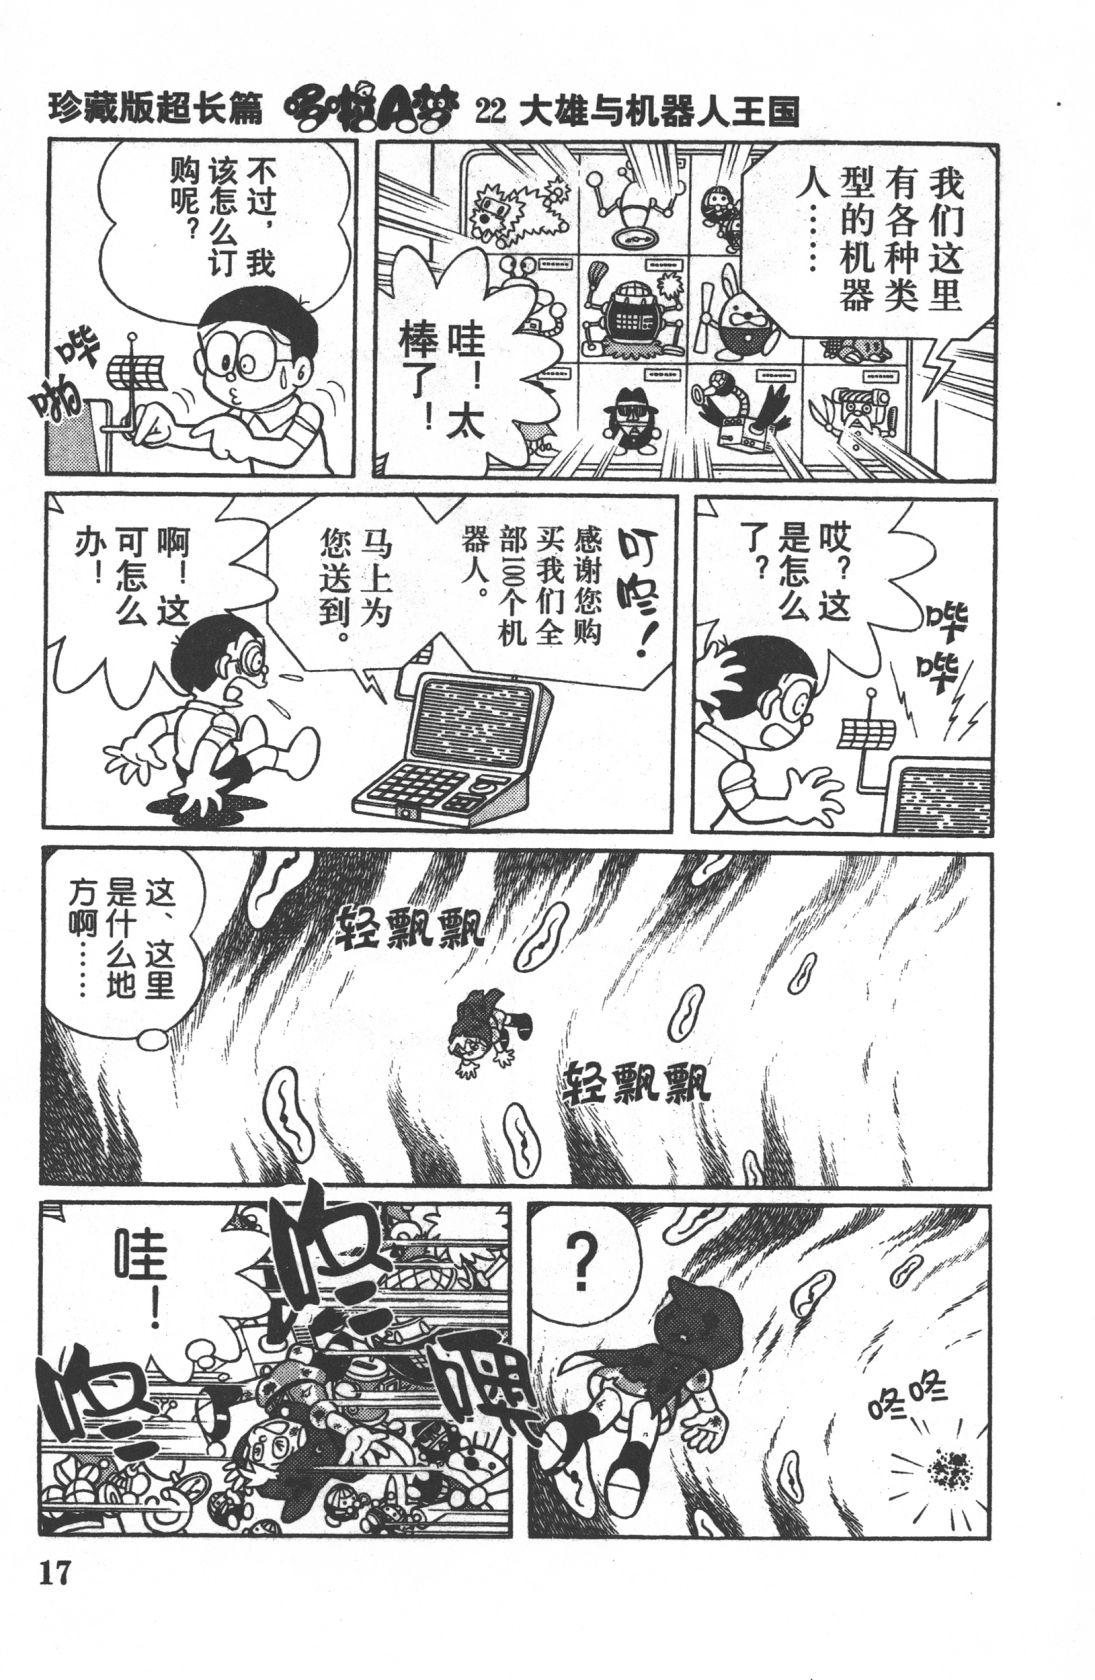 珍藏版超长篇 哆啦A梦 22 大雄与机器人王国
我们这里
有各种类
型的机器
人……
哇！太
棒了！
不过，我
该怎么订
购呢？
哔
啪
哎？这
是怎么
了？
哔
哔
叮咚！
感谢您购
买我们全
部100个机
器人。
马上为
您送到。
啊！这
可怎么
办！
这、这里
是什么地
方啊……
轻飘飘
轻飘飘
？
咚咚
哇！
咚
咚
17